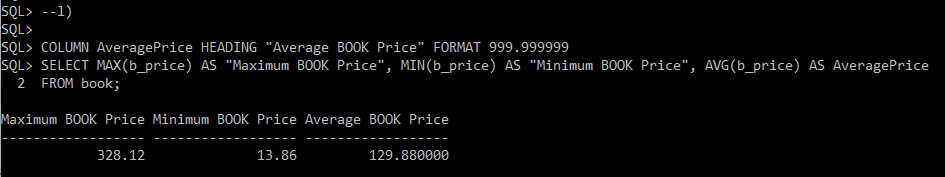 SQL> --l)
SQL>
SQL> COLUMN AveragePrice HEADING "Average BOOK Price" FORMAT 999.999999
SQL> SELECT MAX(b_price) AS "Maximum BOOK Price", MIN(b_price) AS "Minimum BOOK Price", AVG(b_price) AS AveragePrice
  2  FROM book;
Maximum BOOK Price Minimum BOOK Price Average BOOK Price
------------------ ------------------ ------------------
            328.12              13.86         129.880000